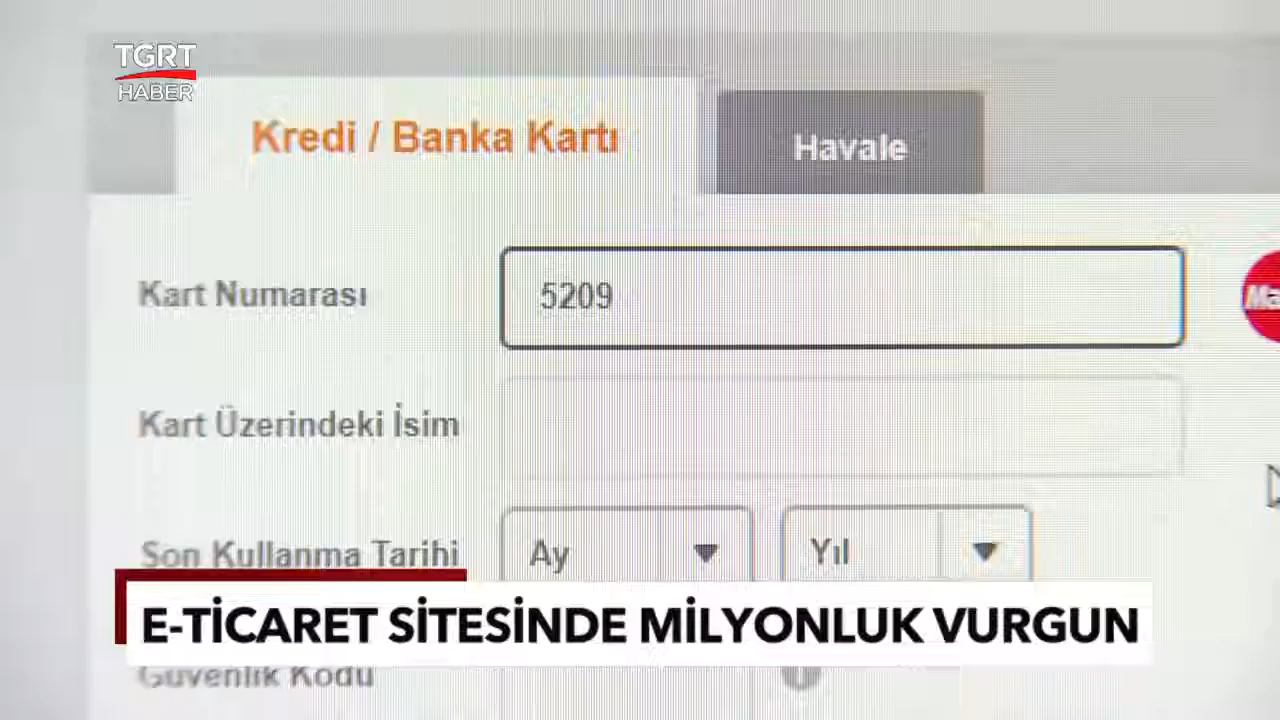 TGRT
HABER
Kredi / Banka Kartı
Havale
Kart Numarası
5209
Kart Üzerindeki İsim
Son Kullanma Tarihi
Ay
Yıl
E-TİCARET SİTESİNDE MİLYONLUK VURGUN
Güvenlik Kodu